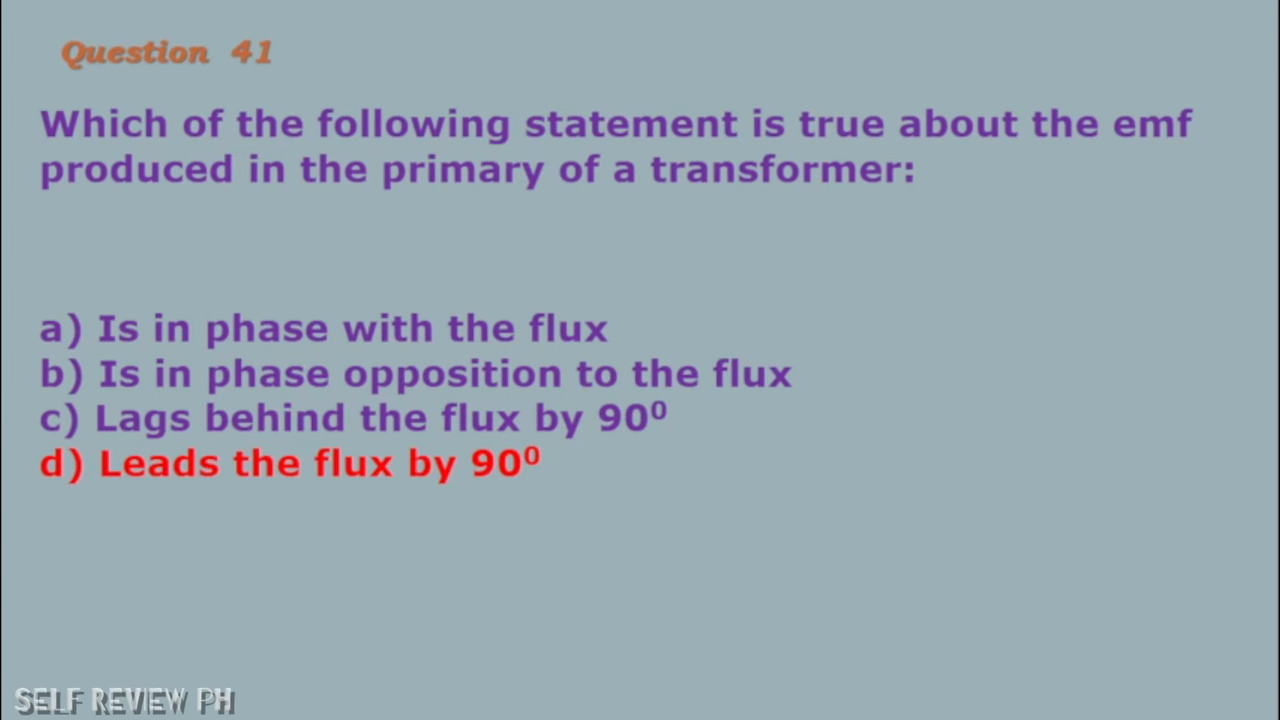 Question 41
Which of the following statement is true about the emf
produced in the primary of a transformer:
a) Is in phase with the flux
b) Is in phase opposition to the flux
c) Lags behind the flux by 90⁰
d) Leads the flux by 90⁰
SELF REVIEW PH